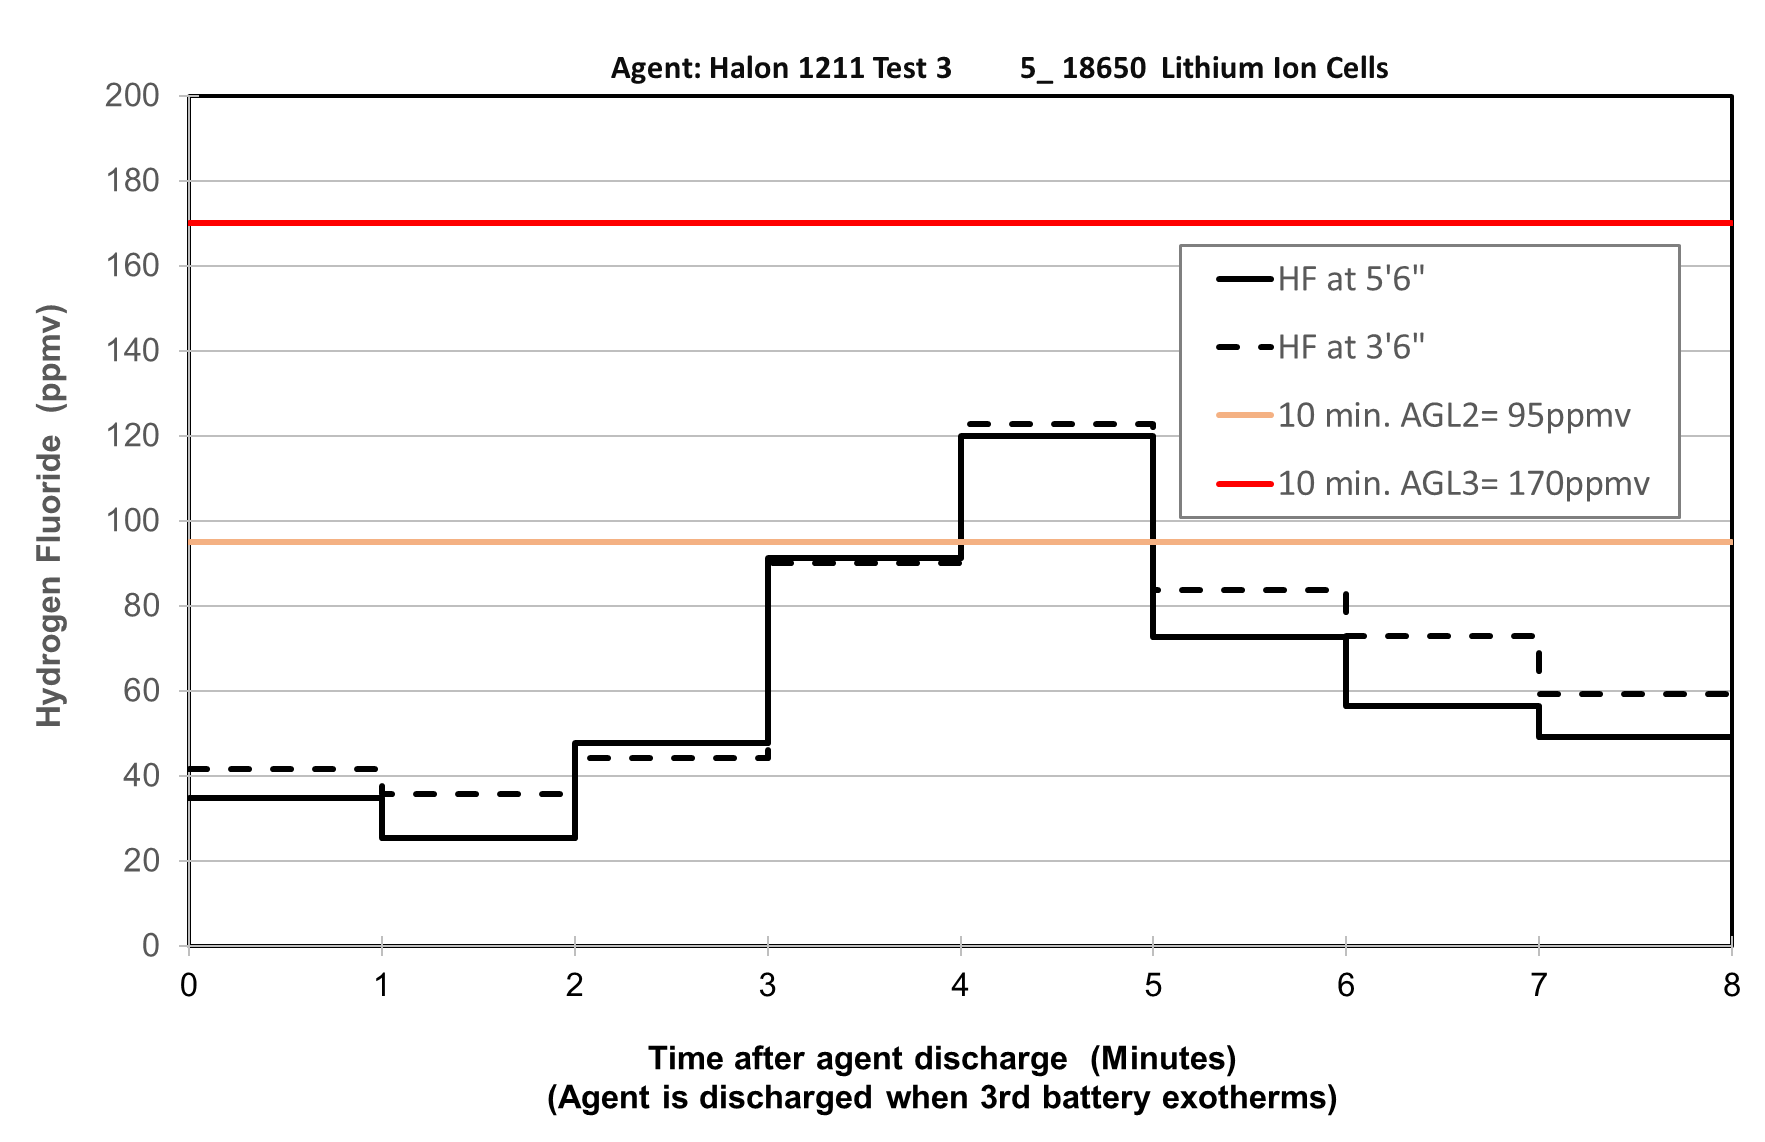 Agent: Halon 1211 Test 3 5_ 18650 Lithium Ion Cells
200
180
160
140
120
100
80
60
40
20
0
Hydrogen Fluoride (ppmv)
HF at 5'6"
HF at 3'6"
10 min. AGL2= 95ppmv
10 min. AGL3= 170ppmv
0 1 2 3 4 5 6 7 8
Time after agent discharge (Minutes)
(Agent is discharged when 3rd battery exotherms)